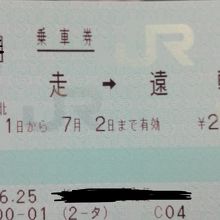 乗車券
走 → 遠
1日から 7月 2日まで有効 ¥2
6.25
00-01 (2-タ) C04